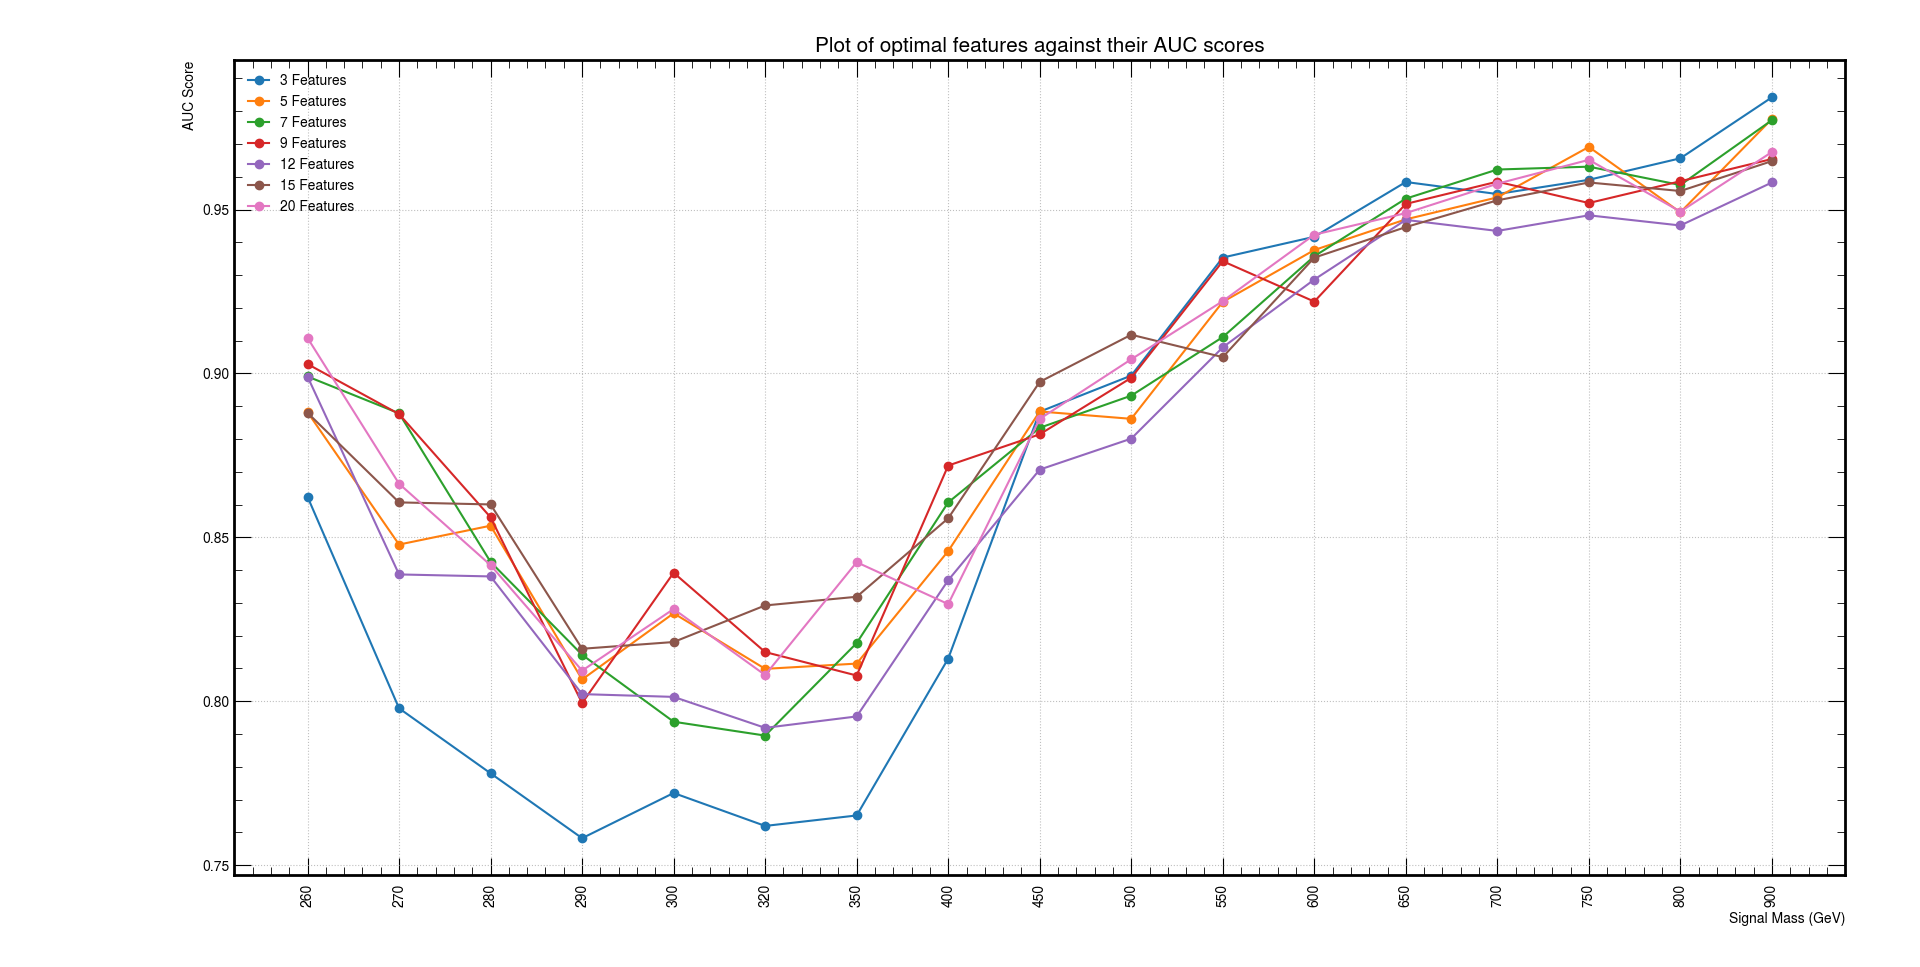 Plot of optimal features against their AUC scores
AUC Score
3 Features
5 Features
7 Features
9 Features
12 Features
15 Features
20 Features
0.95
0.90
0.85
0.80
0.75
260 270 280 290 300 320 350 400 450 500 550 600 650 700 750 800 900
Signal Mass (GeV)